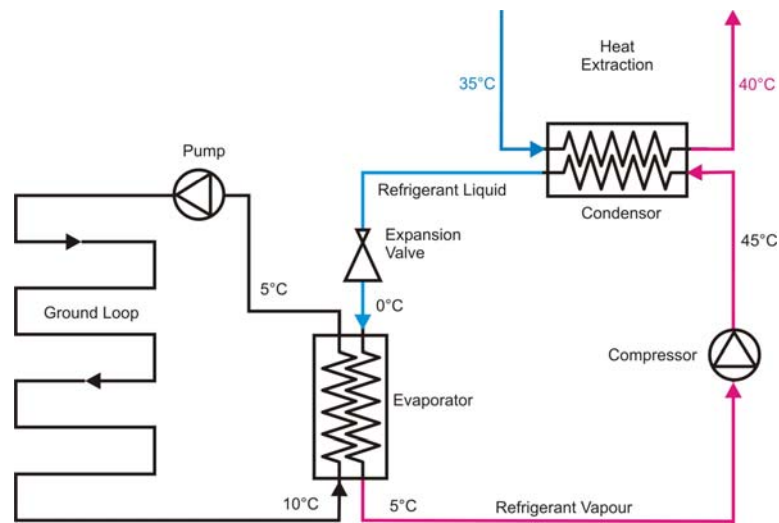 Heat
Extraction
35°C
40°C
Pump
Refrigerant Liquid
Condensor
Expansion
Valve
45°C
5°C
0°C
Ground Loop
Compressor
Evaporator
10°C
5°C
Refrigerant Vapour